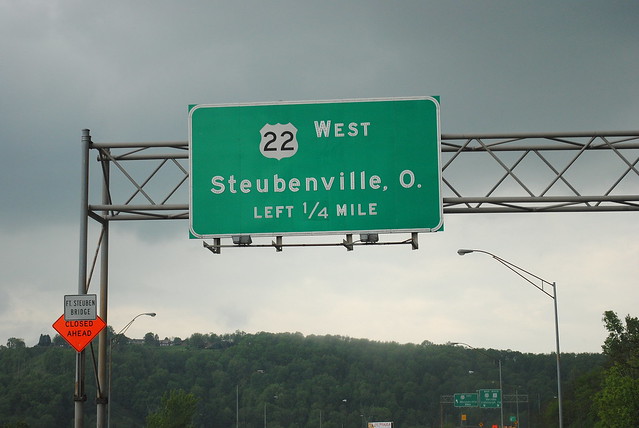 22 WEST
Steubenville, O.
LEFT 1/4 MILE
FT. STEUBEN
BRIDGE
CLOSED
AHEAD